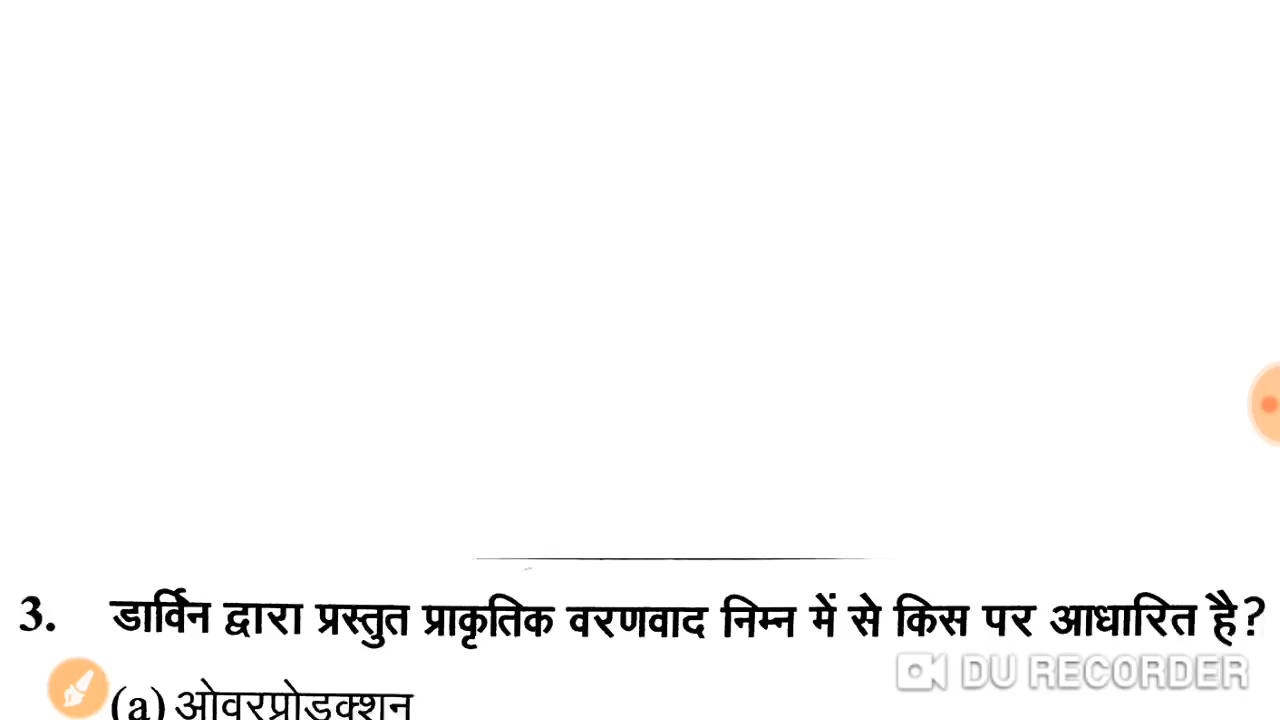 3. डार्विन द्वारा प्रस्तुत प्राकृतिक वरणवाद निम्न में से किस पर आधारित है?
DU RECORDER
(a) ओवरप्रोडक्शन